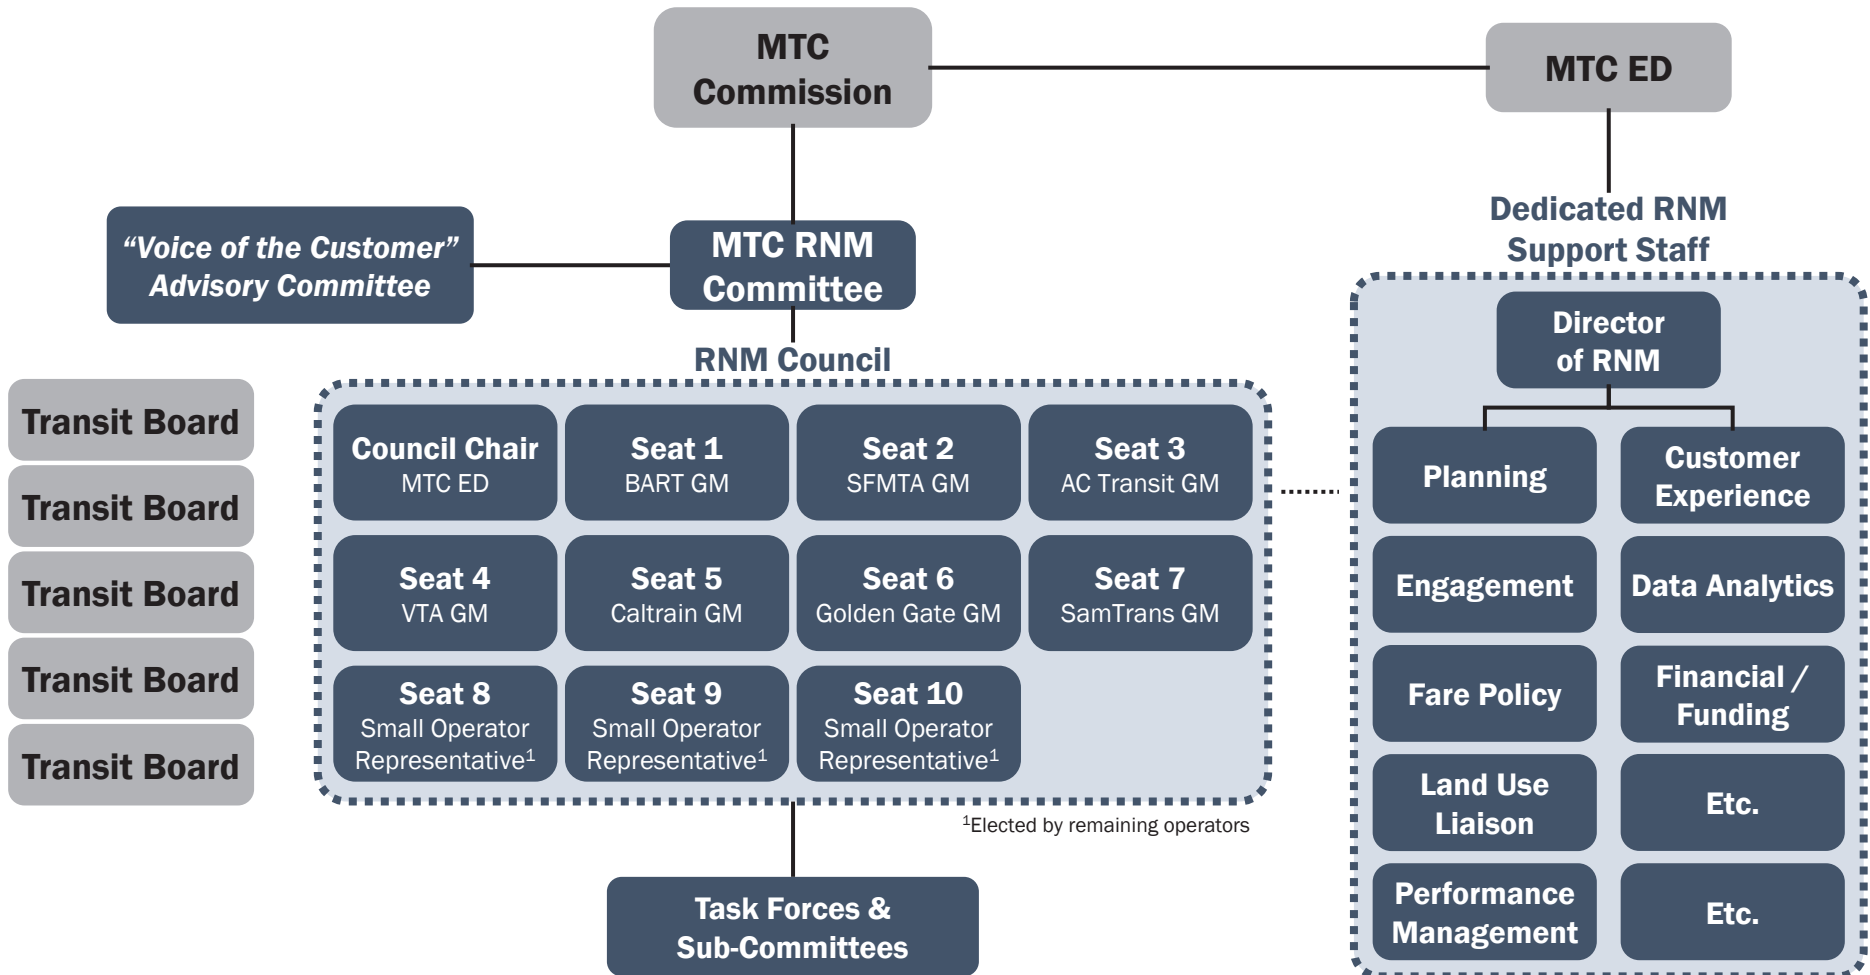 MTC
Commission
MTC ED
“Voice of the Customer”
Advisory Committee
MTC RNM
Committee
Dedicated RNM
Support Staff
RNM Council
Transit Board
Transit Board
Transit Board
Transit Board
Transit Board
Council Chair
MTC ED
Seat 1
BART GM
Seat 2
SFMTA GM
Seat 3
AC Transit GM
Seat 4
VTA GM
Seat 5
Caltrain GM
Seat 6
Golden Gate GM
Seat 7
SamTrans GM
Seat 8
Small Operator
Representative¹
Seat 9
Small Operator
Representative¹
Seat 10
Small Operator
Representative¹
¹Elected by remaining operators
Task Forces &
Sub-Committees
Director
of RNM
Planning
Customer
Experience
Engagement
Data Analytics
Fare Policy
Financial /
Funding
Land Use
Liaison
Etc.
Performance
Management
Etc.